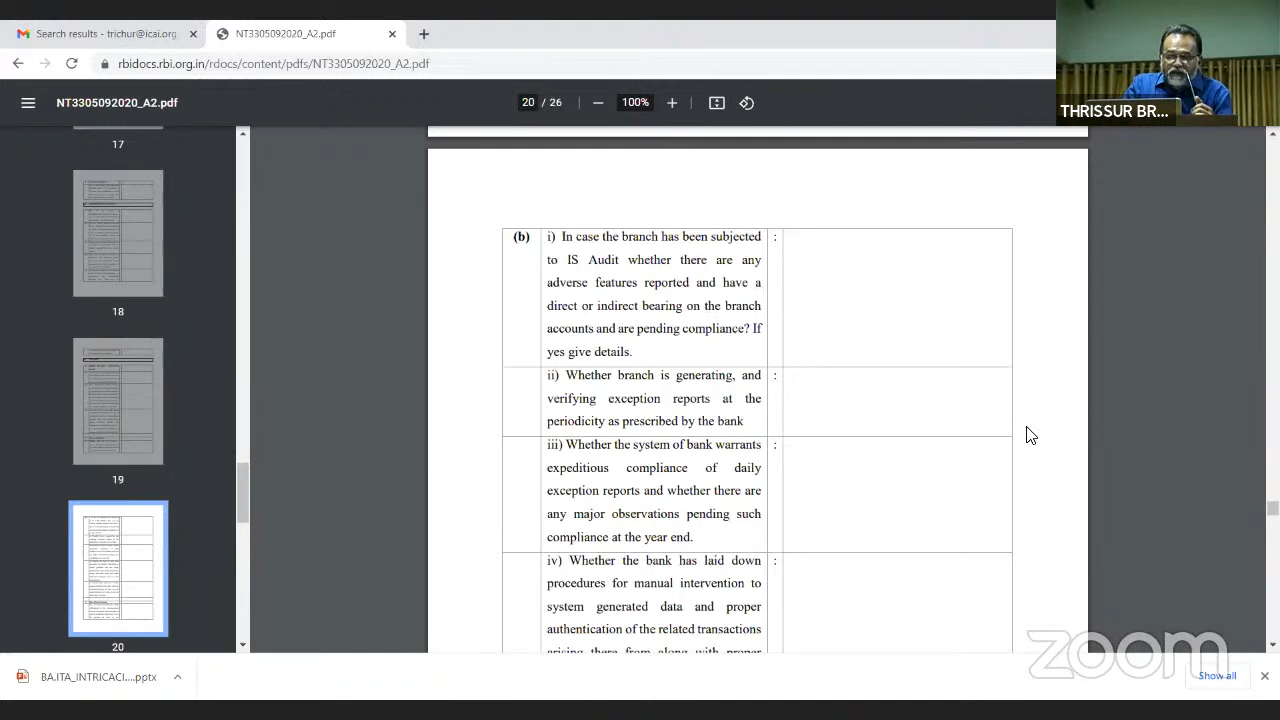 Search results - trichur@icai.org
NT3305092020_A2.pdf
rbidocs.rbi.org.in/rdocs/content/pdfs/NT3305092020_A2.pdf
NT3305092020_A2.pdf
20 / 26
100%
THRISSUR BR...
17
18
19
20
(b) i) In case the branch has been subjected :
to IS Audit whether there are any
adverse features reported and have a
direct or indirect bearing on the branch
accounts and are pending compliance? If
yes give details.
ii) Whether branch is generating, and :
verifying exception reports at the
periodicity as prescribed by the bank
iii) Whether the system of bank warrants :
expeditious compliance of daily
exception reports and whether there are
any major observations pending such
compliance at the year end.
iv) Whether the bank has laid down :
procedures for manual intervention to
system generated data and proper
authentication of the related transactions
arising there from along with proper
zoom
BA.ITA_INTRICACI....pptx
Show all